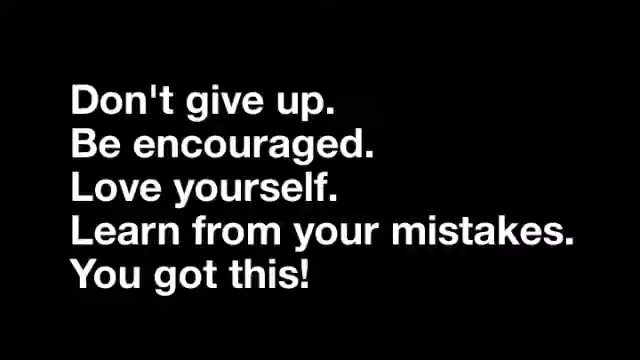 Don't give up.
Be encouraged.
Love yourself.
Learn from your mistakes.
You got this!